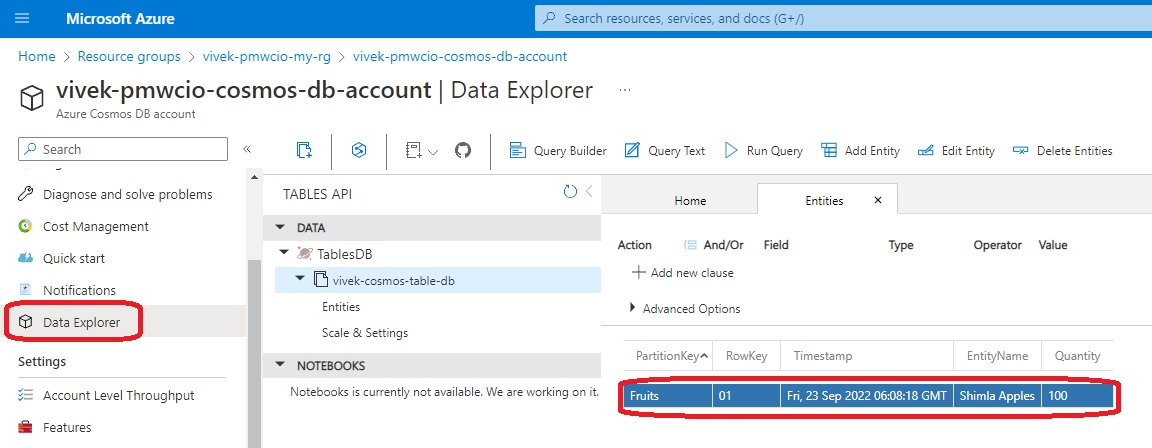 Microsoft Azure
Search resources, services, and docs (G+/)
Home > Resource groups > vivek-pmwcio-my-rg > vivek-pmwcio-cosmos-db-account
vivek-pmwcio-cosmos-db-account | Data Explorer ...
Azure Cosmos DB account
Search
Diagnose and solve problems
Cost Management
Quick start
Notifications
Data Explorer
Settings
Account Level Throughput
Features
Query Builder Query Text Run Query Add Entity Edit Entity Delete Entities
TABLES API
DATA
TablesDB
vivek-cosmos-table-db
Entities
Scale & Settings
NOTEBOOKS
Notebooks is currently not available. We are working on it.
Home Entities
Action And/Or Field Type Operator Value
Add new clause
Advanced Options
PartitionKey RowKey Timestamp EntityName Quantity
Fruits 01 Fri, 23 Sep 2022 06:08:18 GMT Shimla Apples 100